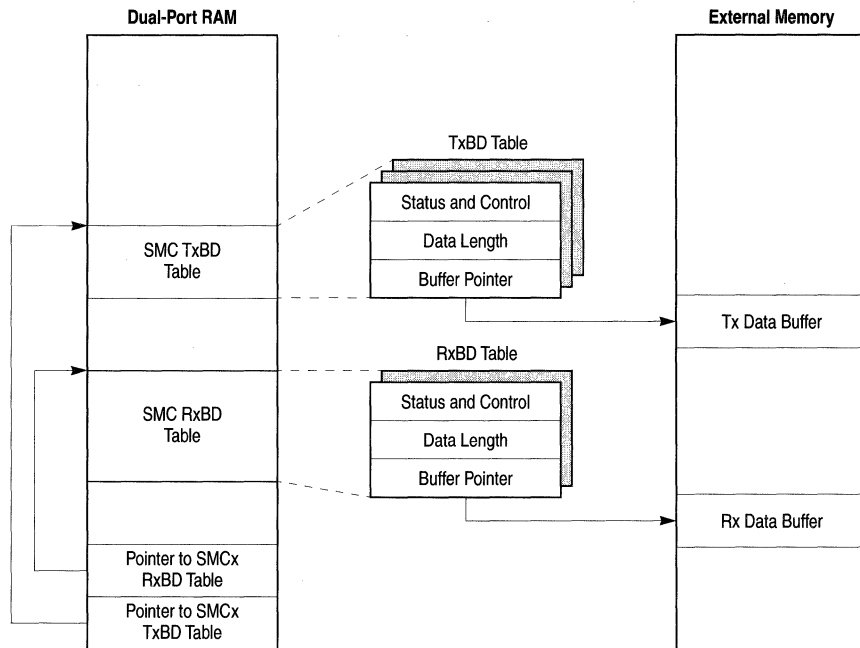 Dual-Port RAM
External Memory
TxBD Table
Status and Control
Data Length
Buffer Pointer
SMC TxBD
Table
Tx Data Buffer
RxBD Table
Status and Control
Data Length
Buffer Pointer
SMC RxBD
Table
Rx Data Buffer
Pointer to SMCx
RxBD Table
Pointer to SMCx
TxBD Table